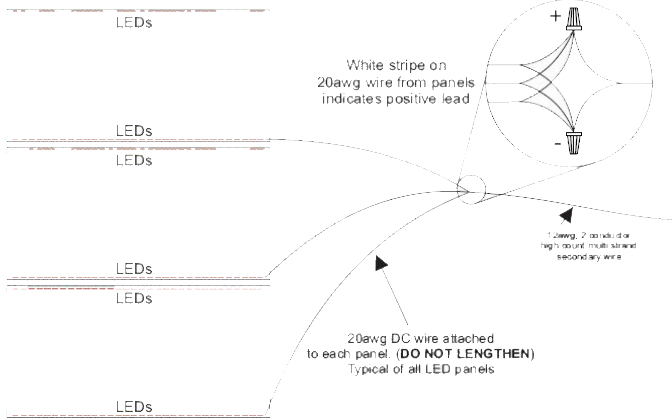 LEDs
+
White stripe on
20awg wire from panels
indicates positive lead
LEDs
LEDs
-
12awg, 2 conductor
high count multi strand
secondary wire
LEDs
LEDs
20awg DC wire attached
to each panel. (DO NOT LENGTHEN)
Typical of all LED panels
LEDs